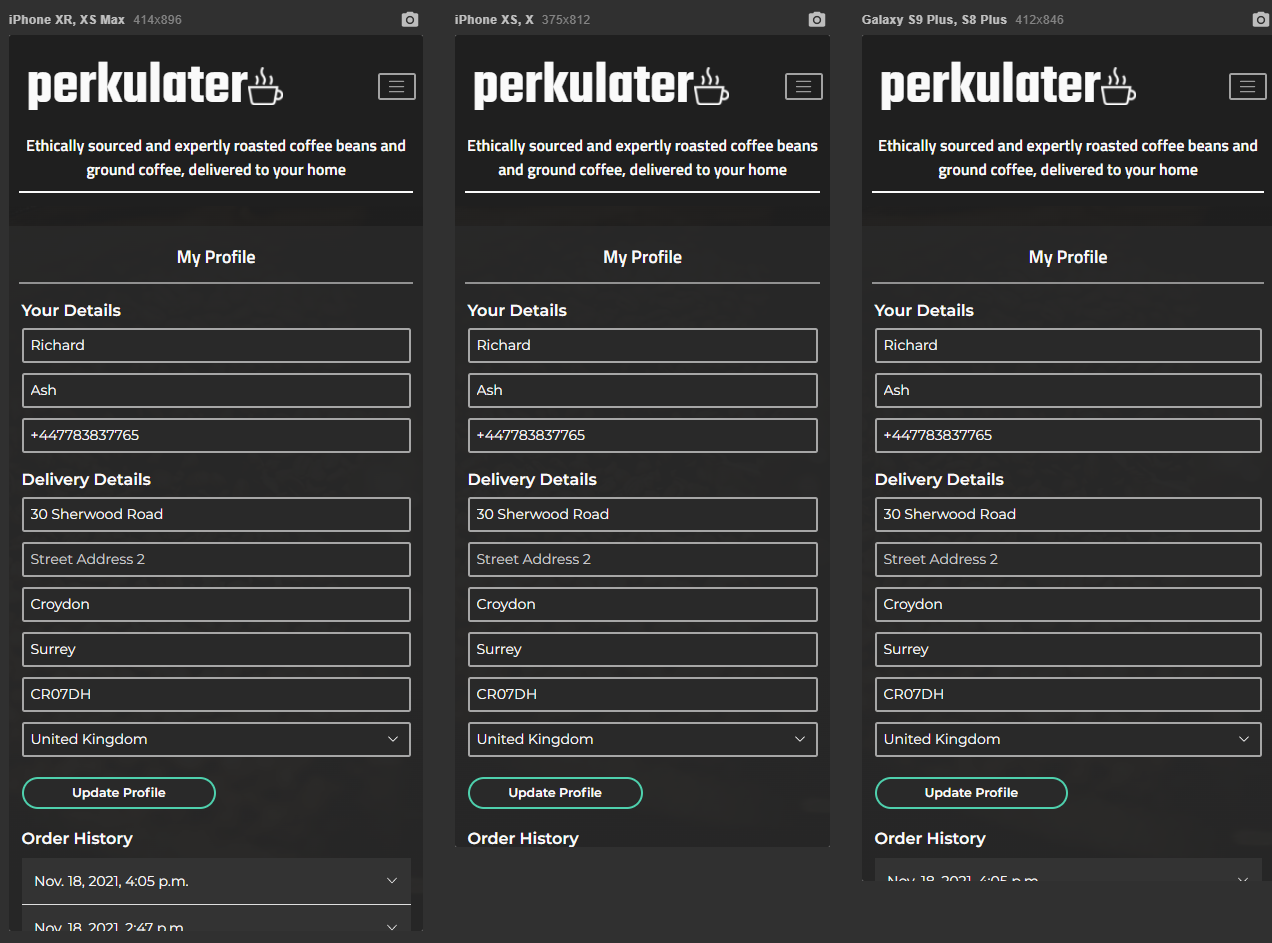 iPhone XR, XS Max 414x896
perkulater
Ethically sourced and expertly roasted coffee beans and
ground coffee, delivered to your home
My Profile
Your Details
Richard
Ash
+447783837765
Delivery Details
30 Sherwood Road
Street Address 2
Croydon
Surrey
CR07DH
United Kingdom
Update Profile
Order History
Nov. 18, 2021, 4:05 p.m.
Nov. 18, 2021, 2:47 p.m.
iPhone XS, X 375x812
perkulater
Ethically sourced and expertly roasted coffee beans
and ground coffee, delivered to your home
My Profile
Your Details
Richard
Ash
+447783837765
Delivery Details
30 Sherwood Road
Street Address 2
Croydon
Surrey
CR07DH
United Kingdom
Update Profile
Order History
Galaxy S9 Plus, S8 Plus 412x846
perkulater
Ethically sourced and expertly roasted coffee beans and
ground coffee, delivered to your home
My Profile
Your Details
Richard
Ash
+447783837765
Delivery Details
30 Sherwood Road
Street Address 2
Croydon
Surrey
CR07DH
United Kingdom
Update Profile
Order History
Nov. 18, 2021, 4:05 p.m.